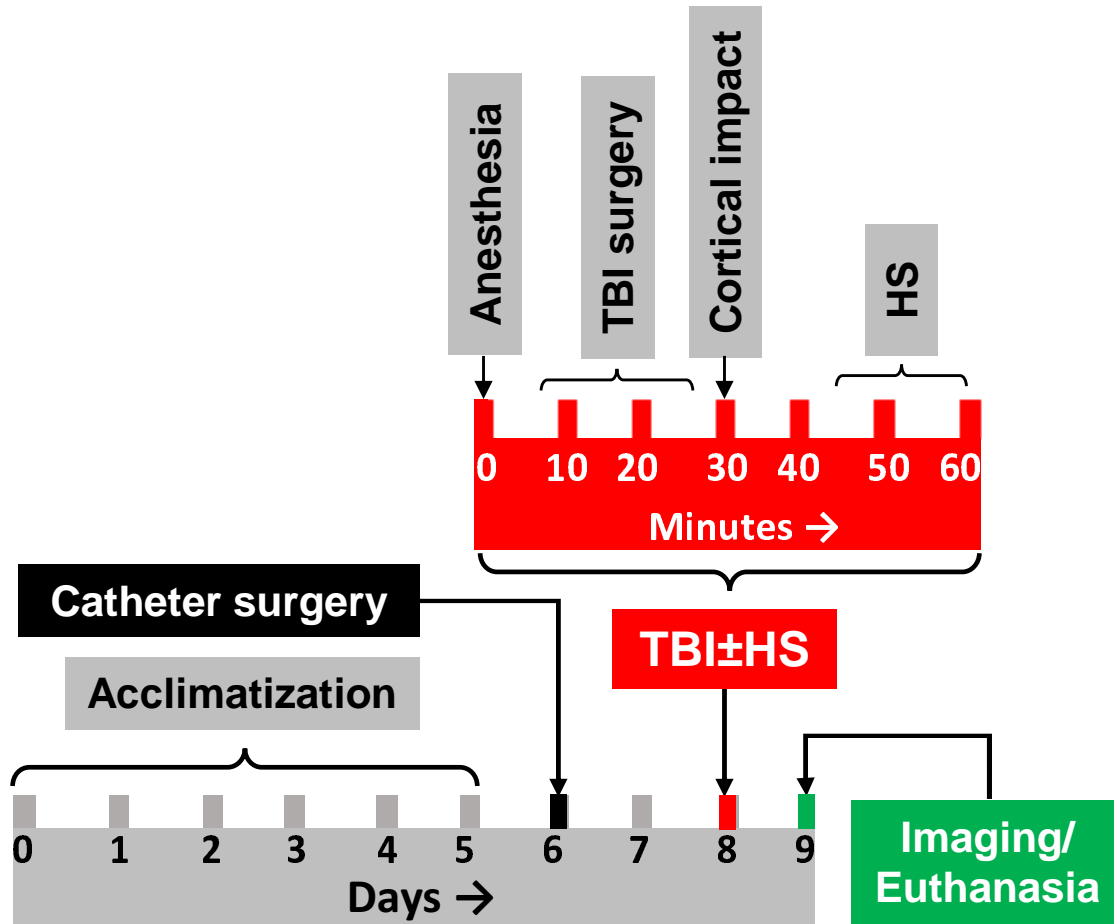 Anesthesia
TBI surgery
Cortical impact
HS
0 10 20 30 40 50 60
Minutes →
Catheter surgery
TBI±HS
Acclimatization
0 1 2 3 4 5 6 7 8 9
Days →
Imaging/
Euthanasia